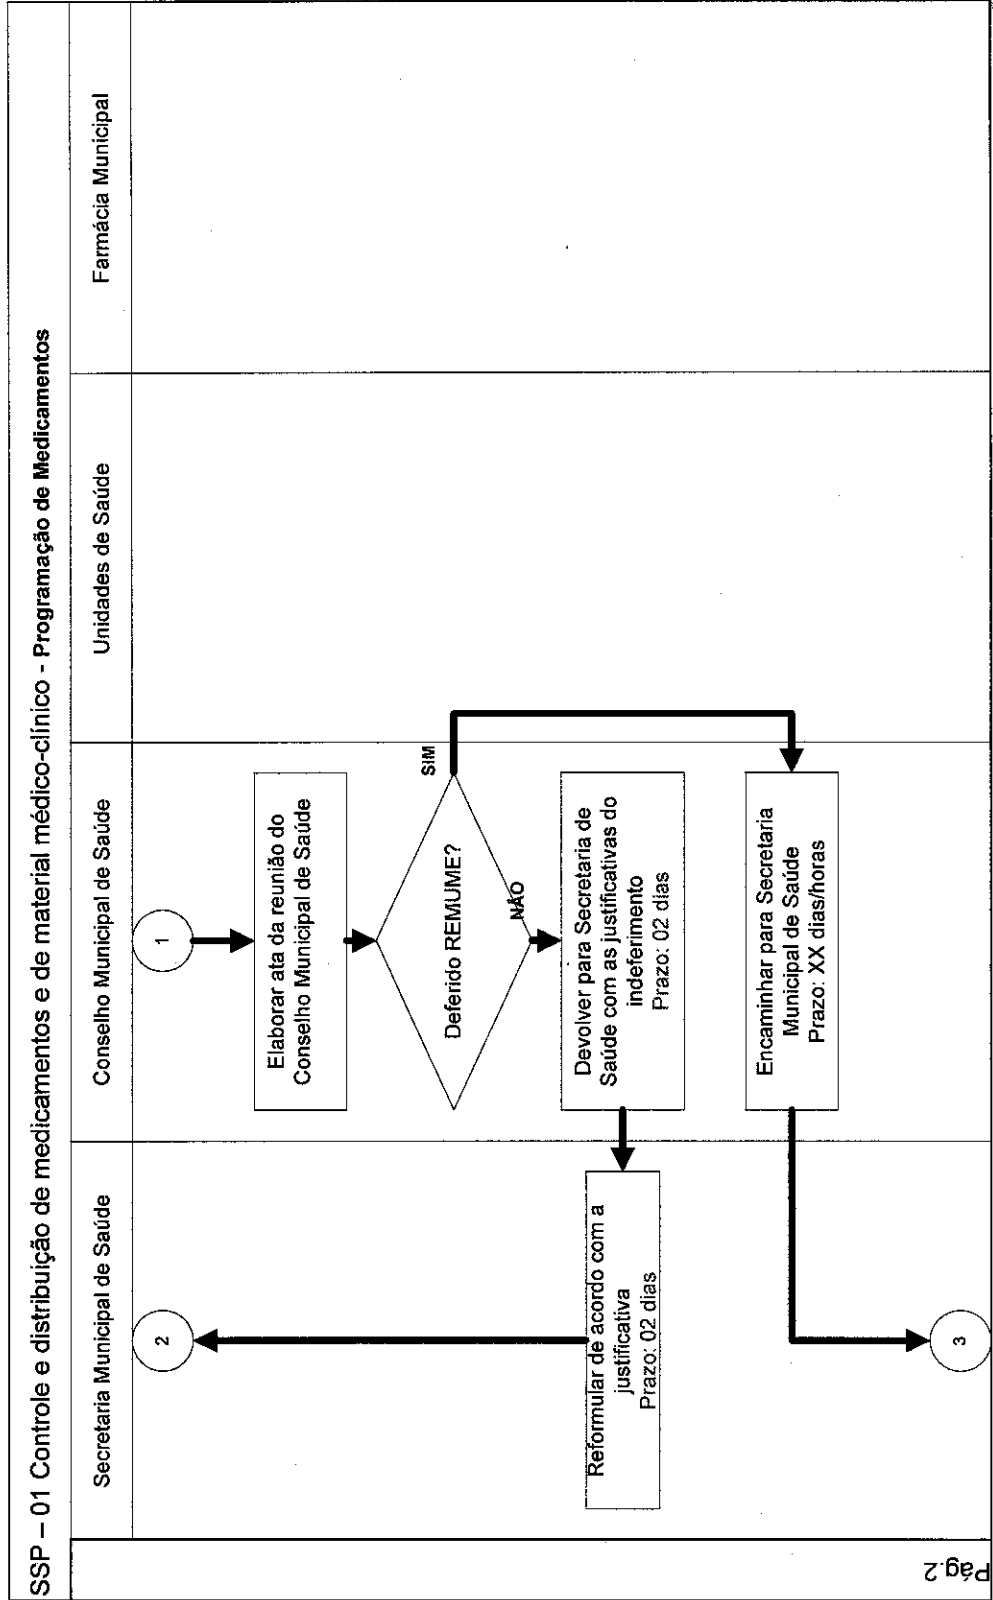 SSP – 01 Controle e distribuição de medicamentos e de material médico-clínico - Programação de Medicamentos
Secretaria Municipal de Saúde
Conselho Municipal de Saúde
Unidades de Saúde
Farmácia Municipal
1
Elaborar ata da reunião do
Conselho Municipal de Saúde
Deferido REMUME?
SIM
NÃO
Devolver para Secretaria de
Saúde com as justificativas do
indeferimento
Prazo: 02 dias
Reformular de acordo com a
justificativa
Prazo: 02 dias
2
Encaminhar para Secretaria
Municipal de Saúde
Prazo: XX dias/horas
3
Pág.2